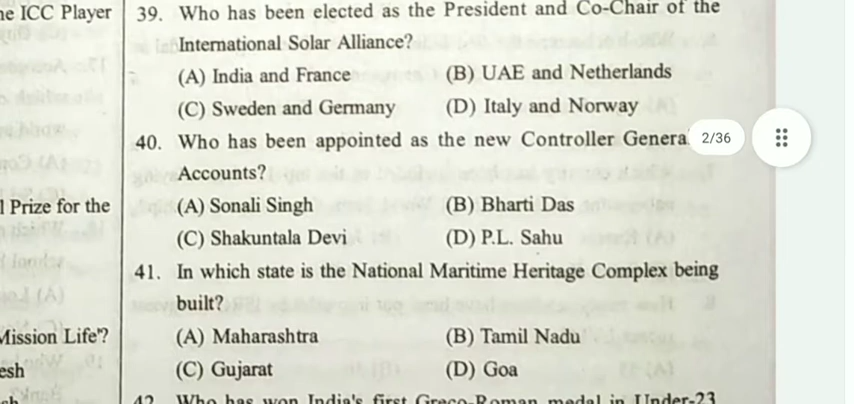 ne ICC Player
39. Who has been elected as the President and Co-Chair of the
International Solar Alliance?
(A) India and France (B) UAE and Netherlands
(C) Sweden and Germany (D) Italy and Norway
40. Who has been appointed as the new Controller Genera
2/36
Accounts?
l Prize for the
(A) Sonali Singh (B) Bharti Das
(C) Shakuntala Devi (D) P.L. Sahu
41. In which state is the National Maritime Heritage Complex being
built?
Mission Life"?
(A) Maharashtra (B) Tamil Nadu
esh
(C) Gujarat (D) Goa
42. Who has won India's first Greco-Roman medal in Under-23